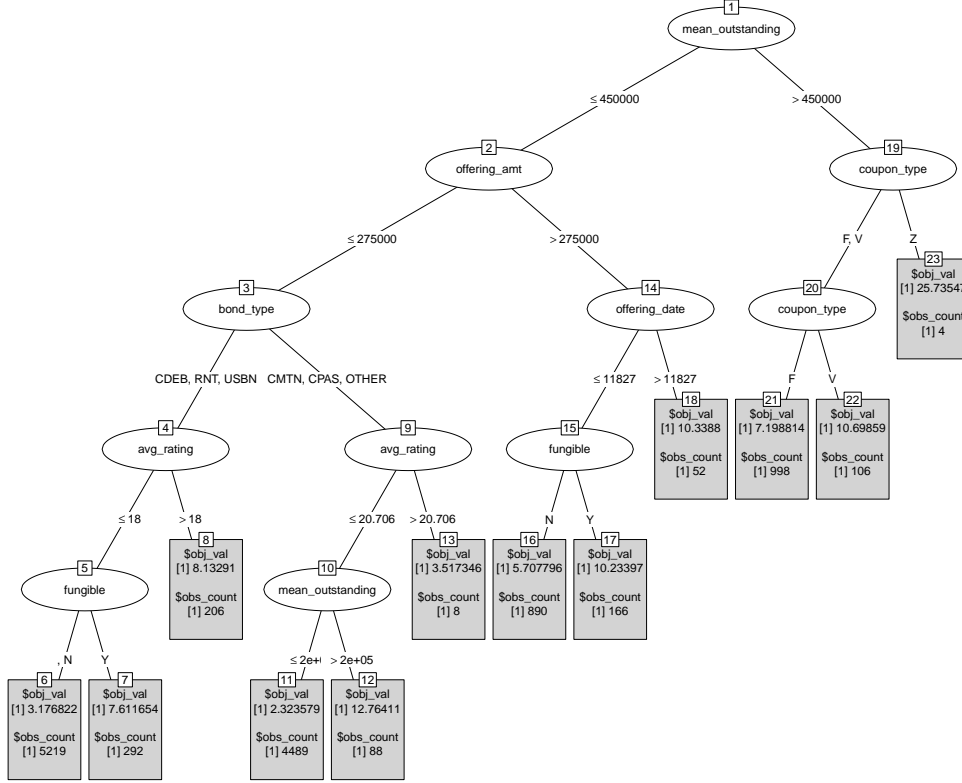 1
mean_outstanding
≤ 450000
> 450000
2
offering_amt
19
coupon_type
≤ 275000
> 275000
F, V
Z
3
bond_type
14
offering_date
20
coupon_type
23
$obj_val
[1] 25.73547
$obs_count
[1] 4
CDEB, RNT, USBN
CMTN, CPAS, OTHER
≤ 11827
> 11827
F
V
4
avg_rating
9
avg_rating
15
fungible
18
$obj_val
[1] 10.3388
$obs_count
[1] 52
21
$obj_val
[1] 7.198814
$obs_count
[1] 998
22
$obj_val
[1] 10.69859
$obs_count
[1] 106
≤ 18
> 18
≤ 20.706
> 20.706
N
Y
5
fungible
8
$obj_val
[1] 8.13291
$obs_count
[1] 206
10
mean_outstanding
13
$obj_val
[1] 3.517346
$obs_count
[1] 8
16
$obj_val
[1] 5.707796
$obs_count
[1] 890
17
$obj_val
[1] 10.23397
$obs_count
[1] 166
, N
Y
> 2e+05
6
$obj_val
[1] 3.176822
$obs_count
[1] 5219
7
$obj_val
[1] 7.611654
$obs_count
[1] 292
11
$obj_val
[1] 2.323579
$obs_count
[1] 4489
12
$obj_val
[1] 12.76411
$obs_count
[1] 88